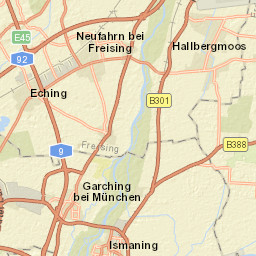 E45
Neufahrn bei
Freising
Hallbergmoos
92
Eching
B301
Freising
9
B388
Garching
bei München
Ismaning